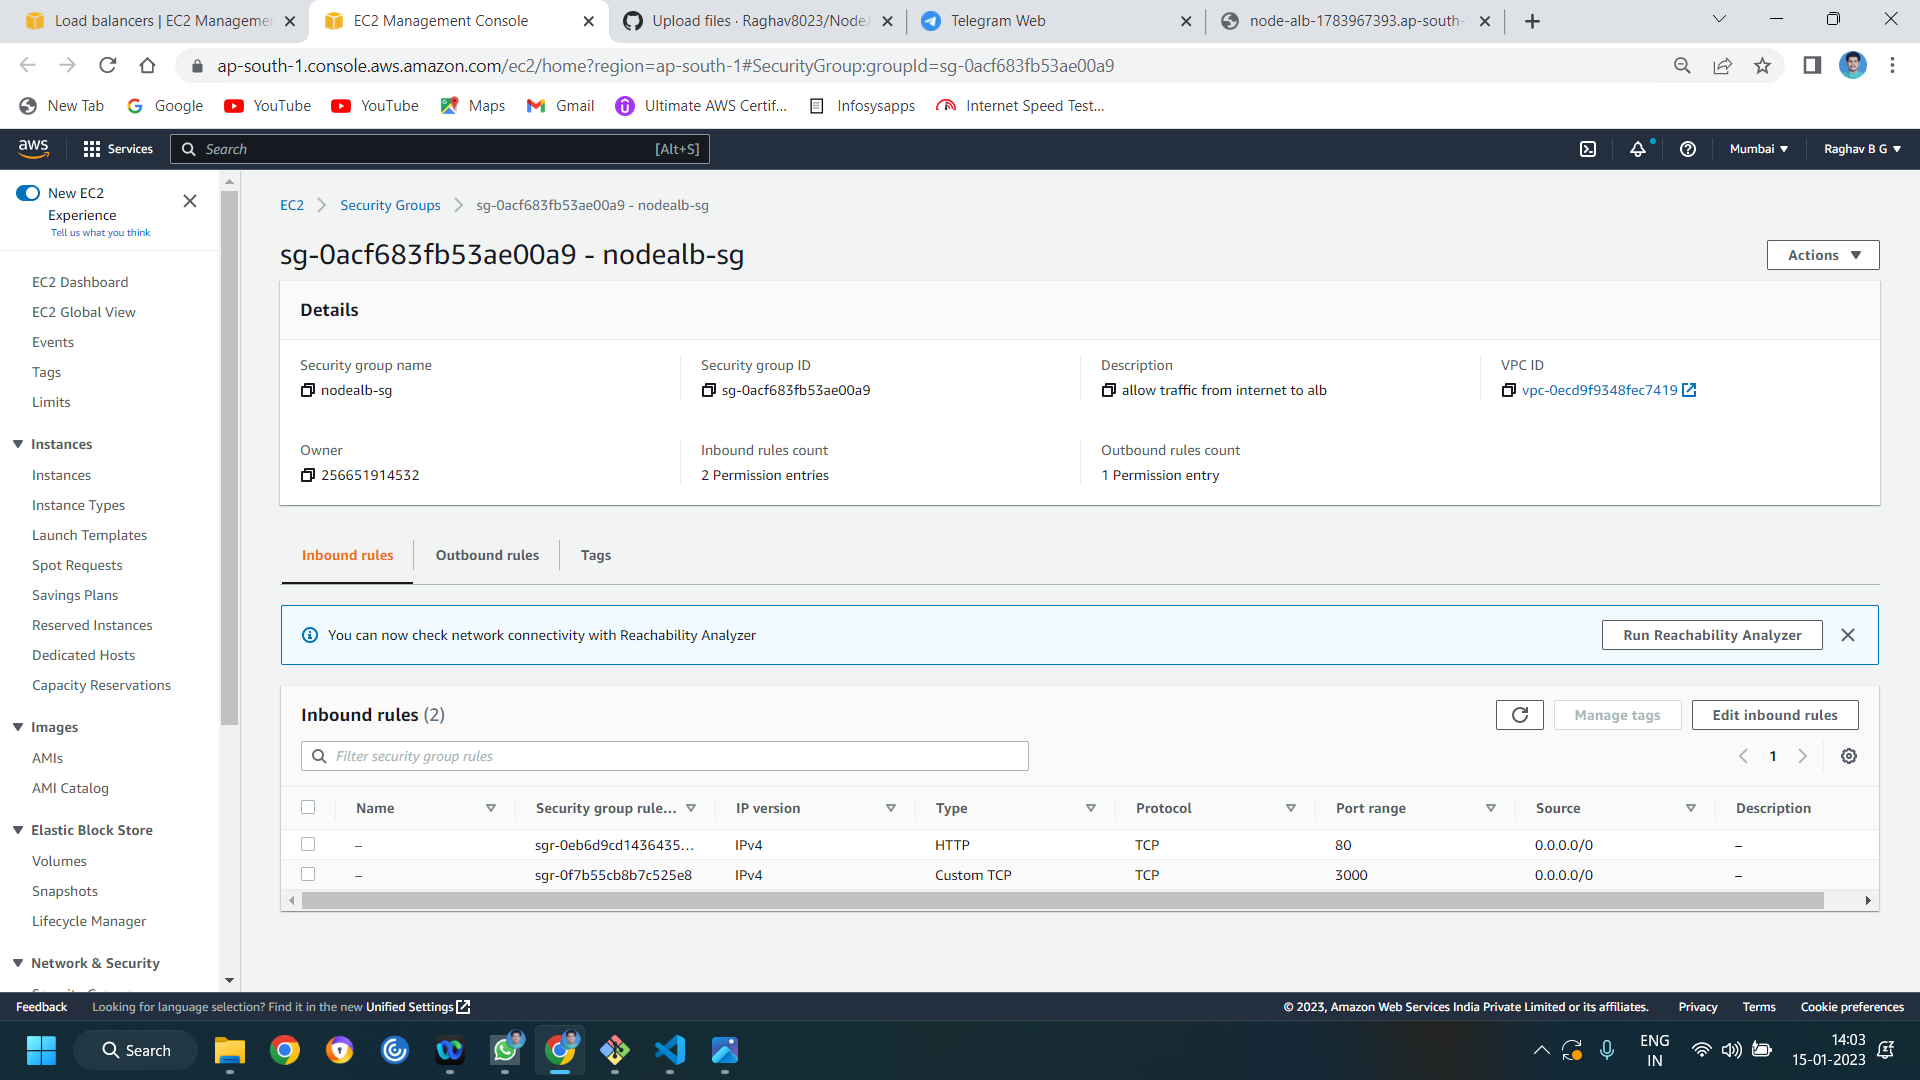 Load balancers | EC2 Managemen
EC2 Management Console
Upload files · Raghav8023/NodeJ
Telegram Web
node-alb-1783967393.ap-south-
ap-south-1.console.aws.amazon.com/ec2/home?region=ap-south-1#SecurityGroup:groupId=sg-0acf683fb53ae00a9
New Tab
Google
YouTube
YouTube
Maps
Gmail
Ultimate AWS Certif...
Infosysapps
Internet Speed Test...
aws
Services
Search
[Alt+S]
Mumbai
Raghav B G
New EC2
Experience
Tell us what you think
EC2 Dashboard
EC2 Global View
Events
Tags
Limits
Instances
Instances
Instance Types
Launch Templates
Spot Requests
Savings Plans
Reserved Instances
Dedicated Hosts
Capacity Reservations
Images
AMIs
AMI Catalog
Elastic Block Store
Volumes
Snapshots
Lifecycle Manager
Network & Security
EC2
Security Groups
sg-0acf683fb53ae00a9 - nodealb-sg
sg-0acf683fb53ae00a9 - nodealb-sg
Actions
Details
Security group name
nodealb-sg
Security group ID
sg-0acf683fb53ae00a9
Description
allow traffic from internet to alb
VPC ID
vpc-0ecd9f9348fec7419
Owner
256651914532
Inbound rules count
2 Permission entries
Outbound rules count
1 Permission entry
Inbound rules
Outbound rules
Tags
You can now check network connectivity with Reachability Analyzer
Run Reachability Analyzer
Inbound rules (2)
Manage tags
Edit inbound rules
Filter security group rules
1
Name Security group rule... IP version Type Protocol Port range Source Description
– sgr-0eb6d9cd1436435... IPv4 HTTP TCP 80 0.0.0.0/0 –
– sgr-0f7b55cb8b7c525e8 IPv4 Custom TCP TCP 3000 0.0.0.0/0 –
Feedback
Looking for language selection? Find it in the new Unified Settings
© 2023, Amazon Web Services India Private Limited or its affiliates.
Privacy
Terms
Cookie preferences
Search
ENG
IN
14:03
15-01-2023